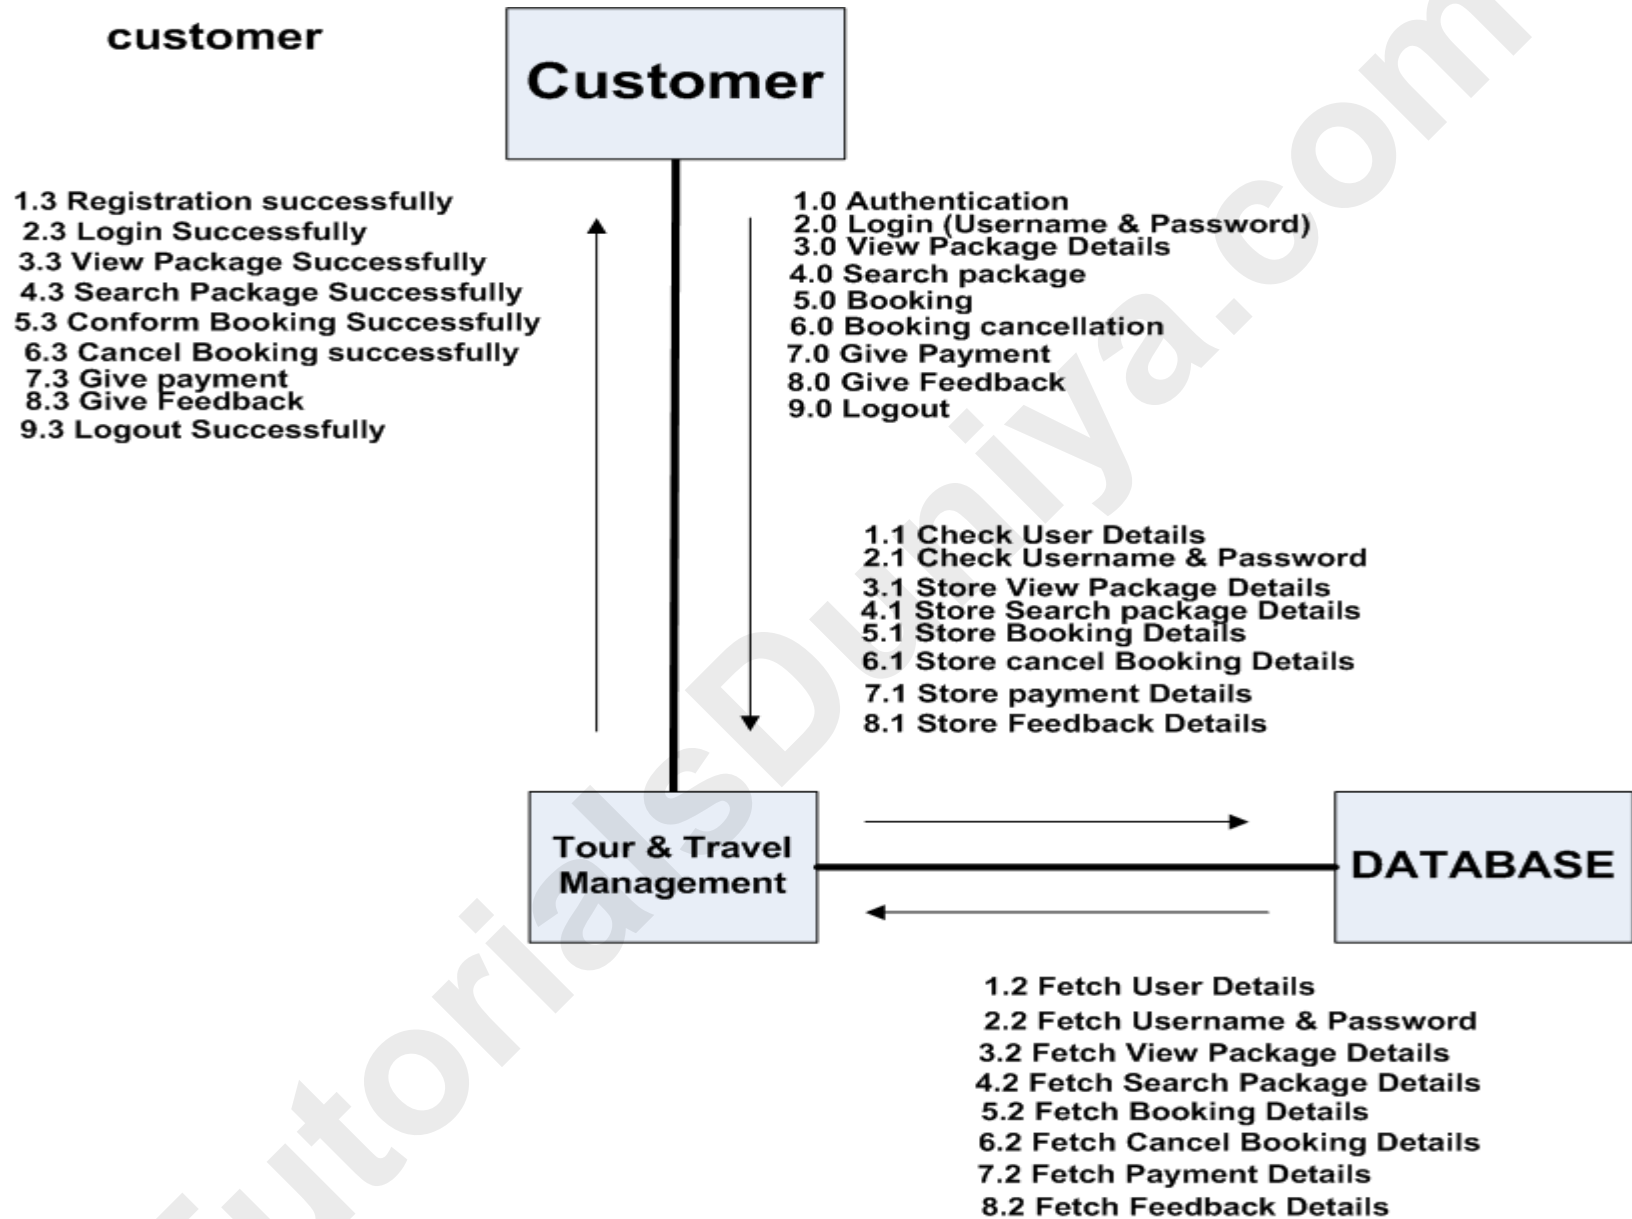 customer
Customer
1.3 Registration successfully
2.3 Login Successfully
3.3 View Package Successfully
4.3 Search Package Successfully
5.3 Conform Booking Successfully
6.3 Cancel Booking successfully
7.3 Give payment
8.3 Give Feedback
9.3 Logout Successfully
1.0 Authentication
2.0 Login (Username & Password)
3.0 View Package Details
4.0 Search package
5.0 Booking
6.0 Booking cancellation
7.0 Give Payment
8.0 Give Feedback
9.0 Logout
1.1 Check User Details
2.1 Check Username & Password
3.1 Store View Package Details
4.1 Store Search package Details
5.1 Store Booking Details
6.1 Store cancel Booking Details
7.1 Store payment Details
8.1 Store Feedback Details
Tour & Travel
Management
DATABASE
1.2 Fetch User Details
2.2 Fetch Username & Password
3.2 Fetch View Package Details
4.2 Fetch Search Package Details
5.2 Fetch Booking Details
6.2 Fetch Cancel Booking Details
7.2 Fetch Payment Details
8.2 Fetch Feedback Details
TutorialsDuniya.com